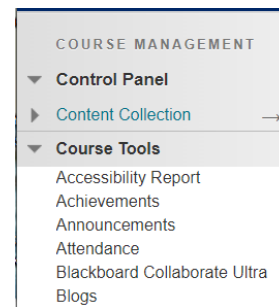 COURSE MANAGEMENT
Control Panel
Content Collection
Course Tools
Accessibility Report
Achievements
Announcements
Attendance
Blackboard Collaborate Ultra
Blogs